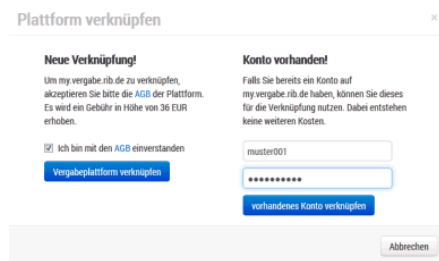 Plattform verknüpfen
×
Neue Verknüpfung!
Um my.vergabe.rib.de zu verknüpfen,
akzeptieren Sie bitte die AGB der Plattform.
Es wird ein Gebühr in Höhe von 36 EUR
erhoben.
Ich bin mit den AGB einverstanden
Vergabeplattform verknüpfen
Konto vorhanden!
Falls Sie bereits ein Konto auf
my.vergabe.rib.de haben, können Sie dieses
für die Verknüpfung nutzen. Dabei entstehen
keine weiteren Kosten.
muster001
••••••••••
vorhandenes Konto verknüpfen
Abbrechen